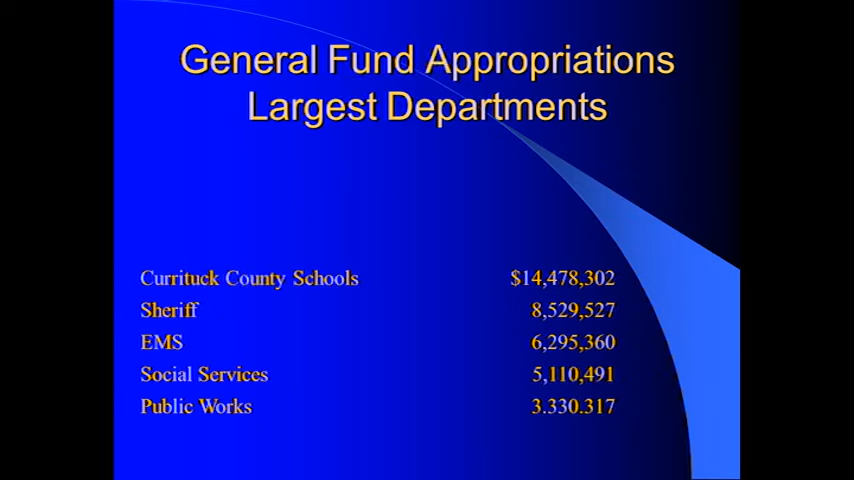 General Fund Appropriations
Largest Departments
Currituck County Schools $14,478,302
Sheriff 8,529,527
EMS 6,295,360
Social Services 5,110,491
Public Works 3.330.317